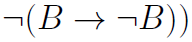 ¬(B → ¬B))